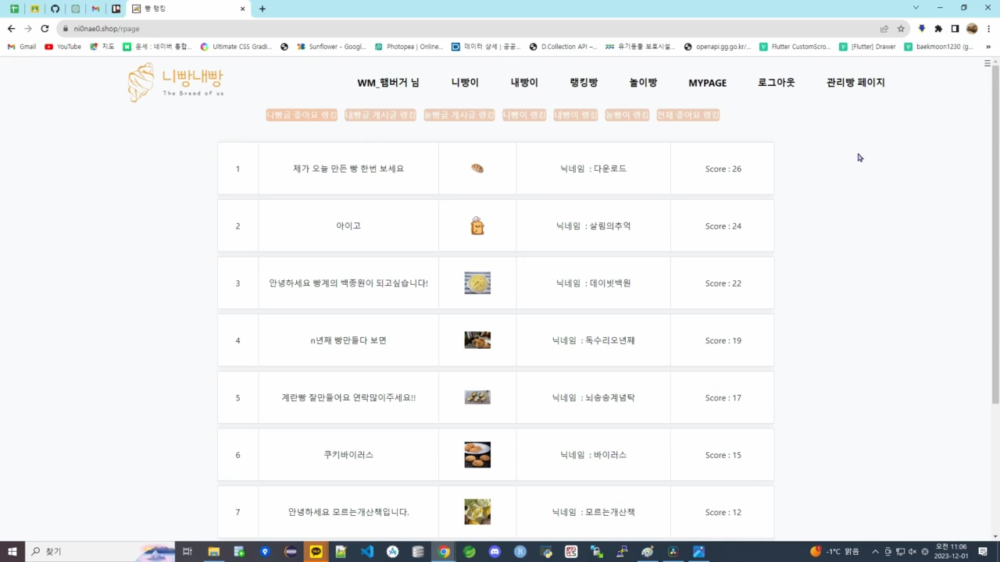 빵 랭킹
ni0nae0.shop/rpage
Gmail YouTube 지도 운세 : 네이버 통합... Ultimate CSS Gradi... Sunflower - Googl... Photopea | Online... 데이터 상세 | 공공... D.Collection API –... 유기동물 보호시설... openapi.gg.go.kr/... Flutter CustomScro... [Flutter] Drawer baekmoon1230 (g... »
니빵내빵
The Bread of us
WM_햄버거 님 니빵이 내빵이 랭킹빵 놀이빵 MYPAGE 로그아웃 관리빵 페이지
니빵글 좋아요 랭킹 내빵글 게시글 랭킹 놀빵글 게시글 랭킹 니빵이 랭킹 내빵이 랭킹 놀빵이 랭킹 전체 좋아요 랭킹
1 제가 오늘 만든 빵 한번 보세요 닉네임 : 다운로드 Score : 26
2 아이고 닉네임 : 살림의추억 Score : 24
3 안녕하세요 빵계의 백종원이 되고싶습니다! 닉네임 : 데이빗백원 Score : 22
4 n년째 빵만들다 보면 닉네임 : 독수리오년째 Score : 19
5 계란빵 잘만들어요 연락많이주세요!! 닉네임 : 뇌송송계념탁 Score : 17
6 쿠키바이러스 닉네임 : 바이러스 Score : 15
7 안녕하세요 모르는개산책입니다. 닉네임 : 모르는개산책 Score : 12
찾기
-1°C 맑음
오전 11:06
2023-12-01